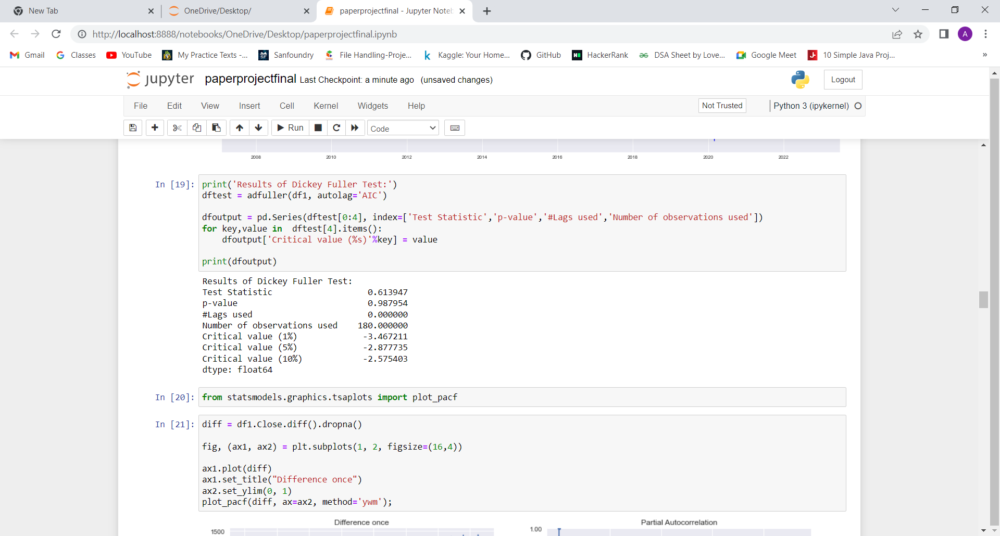 New Tab
OneDrive/Desktop/
paperprojectfinal - Jupyter Noteb
http://localhost:8888/notebooks/OneDrive/Desktop/paperprojectfinal.ipynb
A
Gmail Classes YouTube My Practice Texts -... Sanfoundry File Handling-Proje... Kaggle: Your Home... GitHub HackerRank DSA Sheet by Love... Google Meet 10 Simple Java Proj... »
jupyter paperprojectfinal Last Checkpoint: a minute ago (unsaved changes) Logout
File Edit View Insert Cell Kernel Widgets Help Not Trusted Python 3 (ipykernel)
Run Code
2008 2010 2012 2014 2016 2018 2020 2022
In [19]: print('Results of Dickey Fuller Test:')
dftest = adfuller(df1, autolag='AIC')
dfoutput = pd.Series(dftest[0:4], index=['Test Statistic','p-value','#Lags used','Number of observations used'])
for key,value in  dftest[4].items():
    dfoutput['Critical value (%s)'%key] = value
print(dfoutput)
Results of Dickey Fuller Test:
Test Statistic 0.613947
p-value 0.987954
#Lags used 0.000000
Number of observations used 180.000000
Critical value (1%) -3.467211
Critical value (5%) -2.877735
Critical value (10%) -2.575403
dtype: float64
In [20]: from statsmodels.graphics.tsaplots import plot_pacf
In [21]: diff = df1.Close.diff().dropna()
fig, (ax1, ax2) = plt.subplots(1, 2, figsize=(16,4))
ax1.plot(diff)
ax1.set_title("Difference once")
ax2.set_ylim(0, 1)
plot_pacf(diff, ax=ax2, method='ywm');
Difference once Partial Autocorrelation
1500 1.00